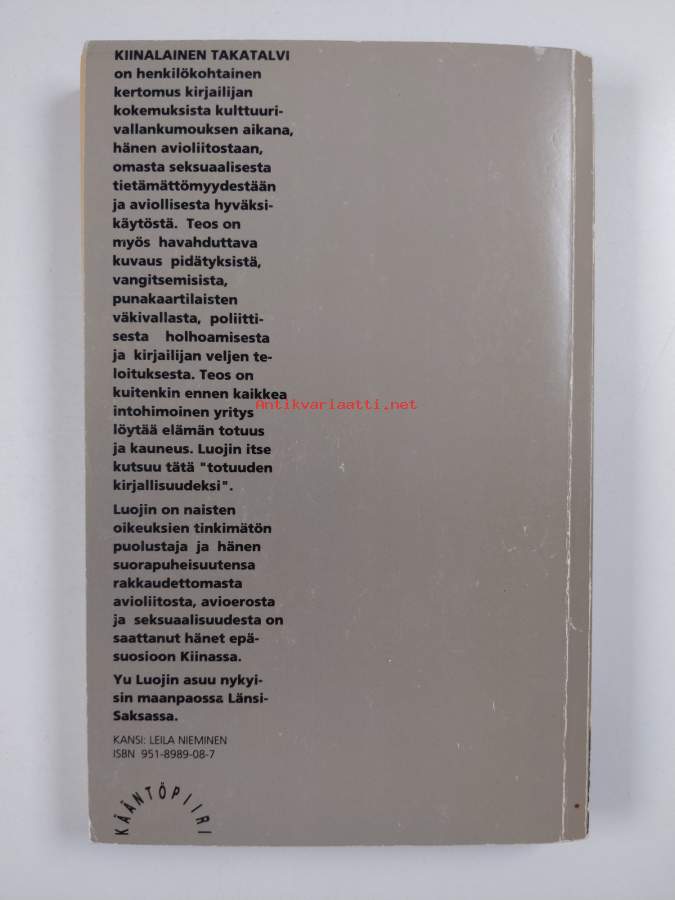 KIINALAINEN TAKATALVI
on henkilökohtainen
kertomus kirjailijan
kokemuksista kulttuuri-
vallankumouksen aikana,
hänen avioliitostaan,
omasta seksuaalisesta
tietämättömyydestään
ja aviollisesta hyväksi-
käytöstä. Teos on
myös havahduttava
kuvaus pidätyksistä,
vangitsemisista,
punakaartilaisten
väkivallasta, poliitti-
sesta holhoamisesta
ja kirjailijan veljen te-
loituksesta. Teos on
kuitenkin ennen kaikkea
intohimoinen yritys
löytää elämän totuus
ja kauneus. Luojin itse
kutsuu tätä "totuuden
kirjallisuudeksi".
Luojin on naisten
oikeuksien tinkimätön
puolustaja ja hänen
suorapuheisuutensa
rakkaudettomasta
avioliitosta, avioerosta
ja seksuaalisuudesta on
saattanut hänet epä-
suosioon Kiinassa.
Yu Luojin asuu nykyi-
sin maanpaossa Länsi-
Saksassa.
KANSI: LEILA NIEMINEN
ISBN 951-8989-08-7
KÄÄNTÖPIIRI
Antikvariaatti.net